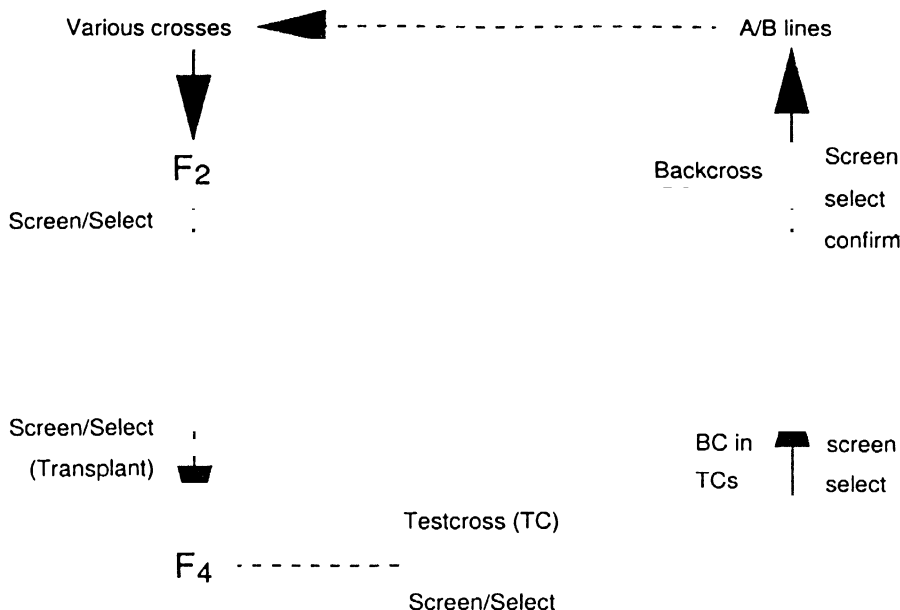 Various crosses
A/B lines
F2
Screen/Select
Backcross
Screen
select
confirm
Screen/Select
(Transplant)
BC in
TCs
screen
select
Testcross (TC)
F4
Screen/Select